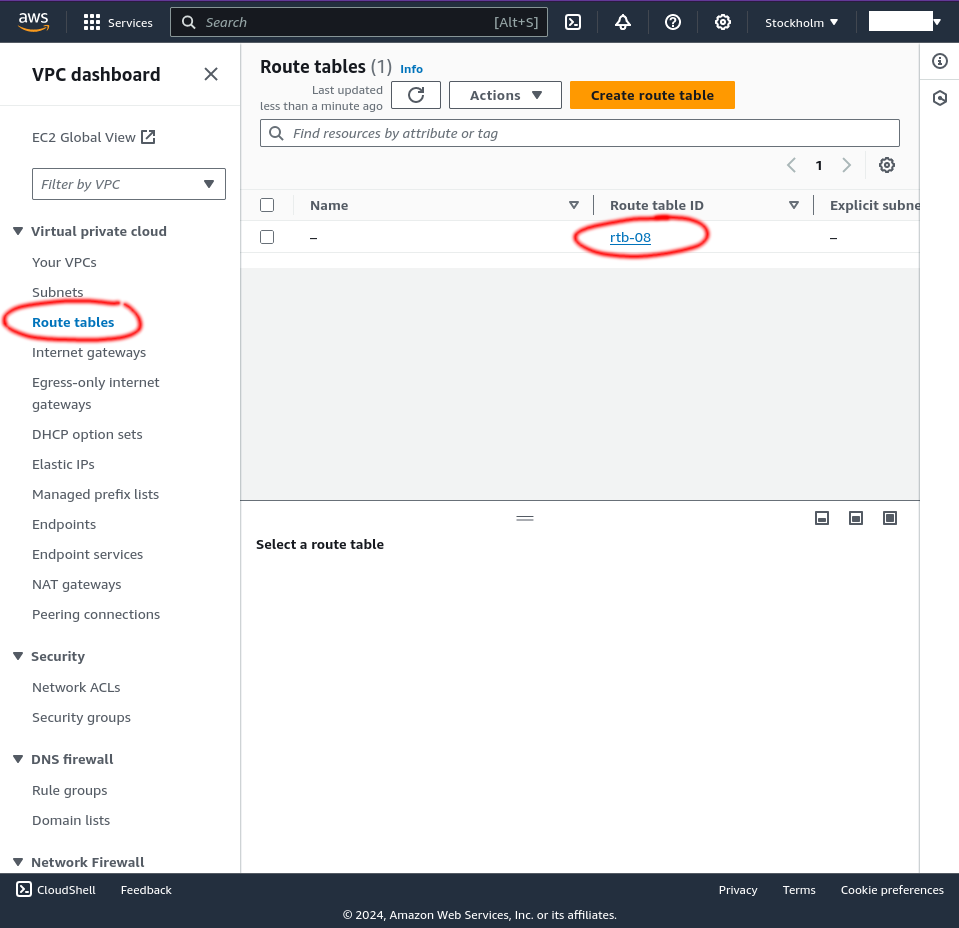 aws Services Search [Alt+S] Stockholm
VPC dashboard
EC2 Global View
Filter by VPC
Virtual private cloud
Your VPCs
Subnets
Route tables
Internet gateways
Egress-only internet
gateways
DHCP option sets
Elastic IPs
Managed prefix lists
Endpoints
Endpoint services
NAT gateways
Peering connections
Security
Network ACLs
Security groups
DNS firewall
Rule groups
Domain lists
Network Firewall
Route tables (1) Info
Last updated
less than a minute ago
Actions
Create route table
Find resources by attribute or tag
1
Name Route table ID Explicit subne
– rtb-08 –
Select a route table
CloudShell Feedback Privacy Terms Cookie preferences
© 2024, Amazon Web Services, Inc. or its affiliates.